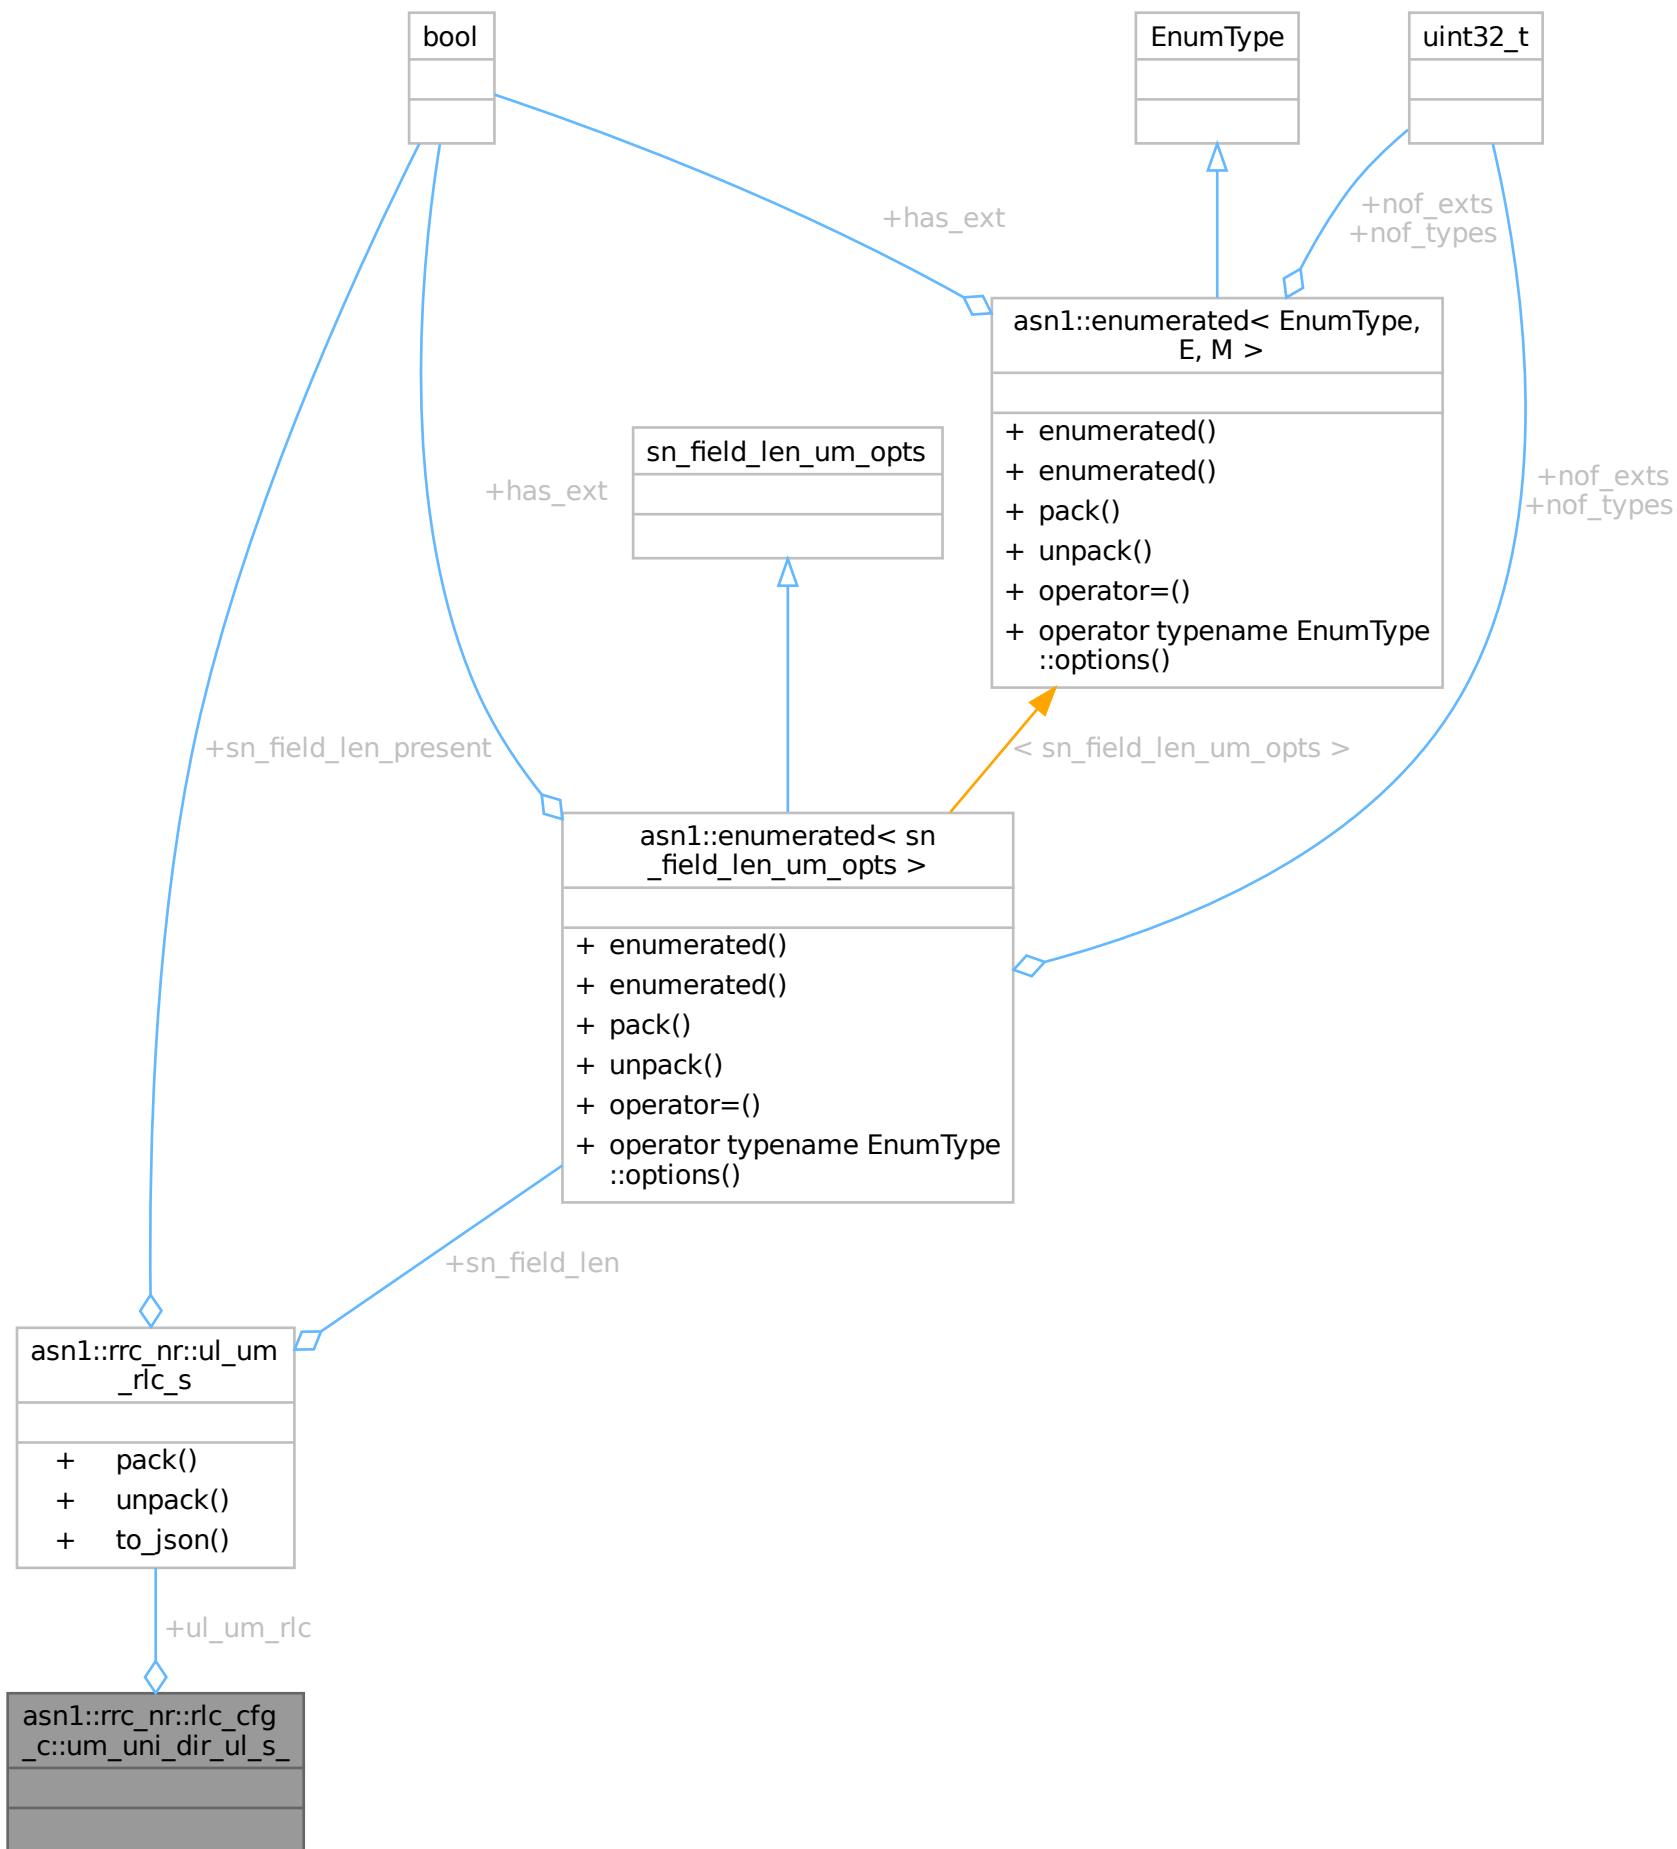 bool
EnumType
uint32_t
+has_ext
+nof_exts
+nof_types
asn1::enumerated< EnumType,
E, M >
+ enumerated()
+ enumerated()
+ pack()
+ unpack()
+ operator=()
+ operator typename EnumType
::options()
sn_field_len_um_opts
+has_ext
+nof_exts
+nof_types
+sn_field_len_present
< sn_field_len_um_opts >
asn1::enumerated< sn
_field_len_um_opts >
+ enumerated()
+ enumerated()
+ pack()
+ unpack()
+ operator=()
+ operator typename EnumType
::options()
+sn_field_len
asn1::rrc_nr::ul_um
_rlc_s
+ pack()
+ unpack()
+ to_json()
+ul_um_rlc
asn1::rrc_nr::rlc_cfg
_c::um_uni_dir_ul_s_